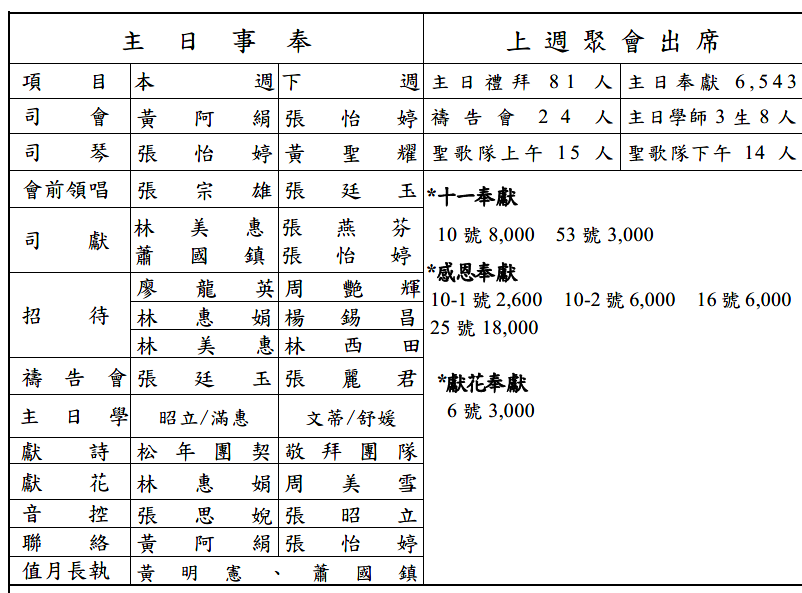 主日事奉 上週聚會出席
項目 本週 下週 主日禮拜 81 人 主日奉獻 6,543
司會 黃阿絹 張怡婷 禱告會 24 人 主日學師 3 生 8 人
司琴 張怡婷 黃聖耀 聖歌隊上午 15 人 聖歌隊下午 14 人
會前領唱 張宗雄 張廷玉
司獻 林美惠 張燕芬
蕭國鎮 張怡婷
招待 廖龍英 周艷輝
林惠娟 楊錫昌
林美惠 林西田
禱告會 張廷玉 張麗君
主日學 昭立/滿惠 文蒂/舒媛
獻詩 松年團契 敬拜團隊
獻花 林惠娟 周美雪
音控 張思婗 張昭立
聯絡 黃阿絹 張怡婷
值月長執 黃明憲、蕭國鎮
*十一奉獻
10 號 8,000 53 號 3,000
*感恩奉獻
10-1 號 2,600 10-2 號 6,000 16 號 6,000
25 號 18,000
*獻花奉獻
6 號 3,000